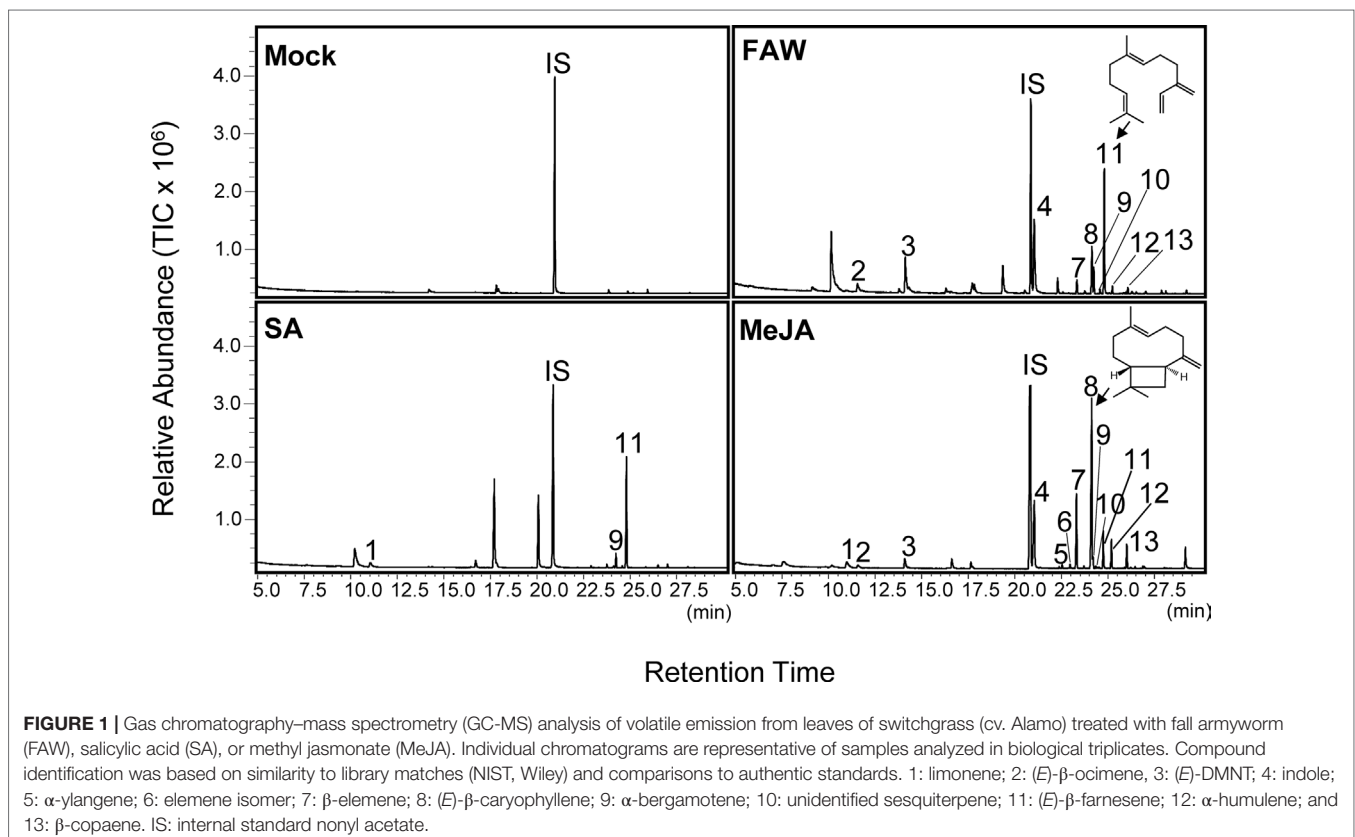 Mock
FAW
IS
IS
11
10
9
8
4
3
2
7
12 13
4.0
3.0
2.0
1.0
SA
MeJA
IS
IS
11
9
1
8
9
11
10
12
7
4
6
5
13
12
3
H
H
4.0
3.0
2.0
1.0
Relative Abundance (TIC x 10⁶)
5.0 7.5 10.0 12.5 15.0 17.5 20.0 22.5 25.0 27.5
(min)
5.0 7.5 10.0 12.5 15.0 17.5 20.0 22.5 25.0 27.5
(min)
Retention Time
FIGURE 1 | Gas chromatography–mass spectrometry (GC-MS) analysis of volatile emission from leaves of switchgrass (cv. Alamo) treated with fall armyworm
(FAW), salicylic acid (SA), or methyl jasmonate (MeJA). Individual chromatograms are representative of samples analyzed in biological triplicates. Compound
identification was based on similarity to library matches (NIST, Wiley) and comparisons to authentic standards. 1: limonene; 2: (E)-β-ocimene, 3: (E)-DMNT; 4: indole;
5: α-ylangene; 6: elemene isomer; 7: β-elemene; 8: (E)-β-caryophyllene; 9: α-bergamotene; 10: unidentified sesquiterpene; 11: (E)-β-farnesene; 12: α-humulene; and
13: β-copaene. IS: internal standard nonyl acetate.